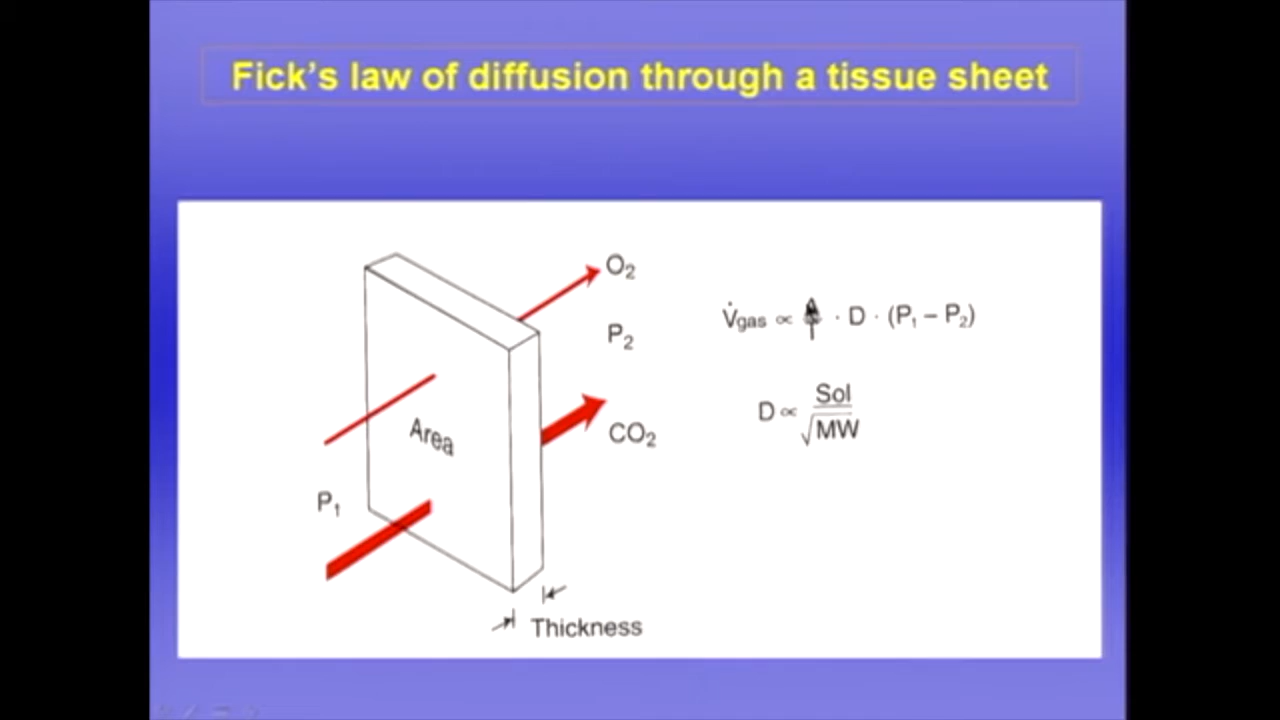 Fick's law of diffusion through a tissue sheet
O₂
P₂
V̇gas ∝ · D · (P₁ – P₂)
D ∝ Sol
√MW
Area
CO₂
P₁
Thickness